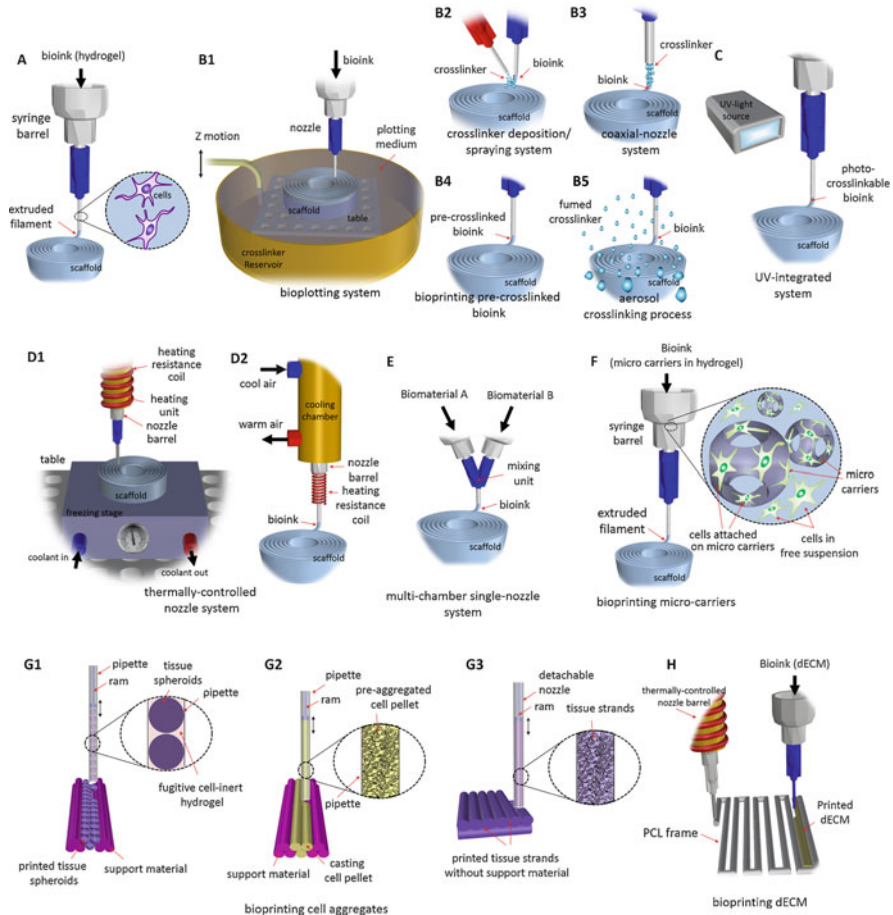 A
bioink (hydrogel)
syringe
barrel
extruded
filament
cells
scaffold
B1
bioink
nozzle
plotting
medium
Z motion
scaffold
table
crosslinker
Reservoir
bioplotting system
B2
crosslinker
bioink
scaffold
crosslinker deposition/
spraying system
B3
crosslinker
bioink
scaffold
coaxial-nozzle
system
B4
pre-crosslinked
bioink
scaffold
bioprinting pre-crosslinked
bioink
B5
fumed
crosslinker
bioink
scaffold
aerosol
crosslinking process
C
UV-light
source
photo-
crosslinkable
bioink
scaffold
UV-integrated
system
D1
heating
resistance
coil
heating
unit
nozzle
barrel
table
scaffold
freezing stage
coolant in
coolant out
D2
cool air
cooling
chamber
warm air
nozzle
barrel
heating
resistance
coil
bioink
scaffold
thermally-controlled
nozzle system
E
Biomaterial A
Biomaterial B
mixing
unit
bioink
scaffold
multi-chamber single-nozzle
system
F
Bioink
(micro carriers in hydrogel)
syringe
barrel
micro
carriers
extruded
filament
cells attached
on micro carriers
cells in
free suspension
scaffold
bioprinting micro-carriers
G1
pipette
ram
tissue
spheroids
pipette
fugitive cell-inert
hydrogel
printed tissue
spheroids
support material
G2
pipette
ram
pre-aggregated
cell pellet
pipette
support material
casting
cell pellet
G3
detachable
nozzle
ram
tissue strands
printed tissue strands
without support material
bioprinting cell aggregates
H
Bioink (dECM)
thermally-controlled
nozzle barrel
PCL frame
Printed
dECM
bioprinting dECM